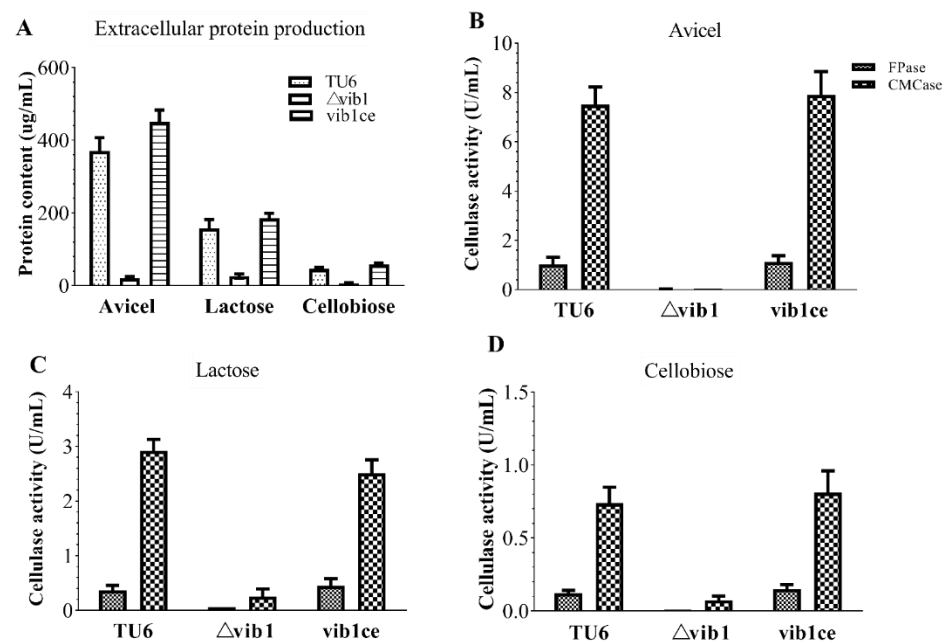 A
Extracellular protein production
Protein content (ug/mL)
600
400
200
0
TU6
△vib1
vib1ce
Avicel Lactose Cellobiose
B
Avicel
Cellulase activity (U/mL)
10
8
6
4
2
0
FPase
CMCase
TU6 △vib1 vib1ce
C
Lactose
Cellulase activity (U/mL)
4
3
2
1
0
TU6 △vib1 vib1ce
D
Cellobiose
Cellulase activity (U/mL)
1.5
1.0
0.5
0.0
TU6 △vib1 vib1ce